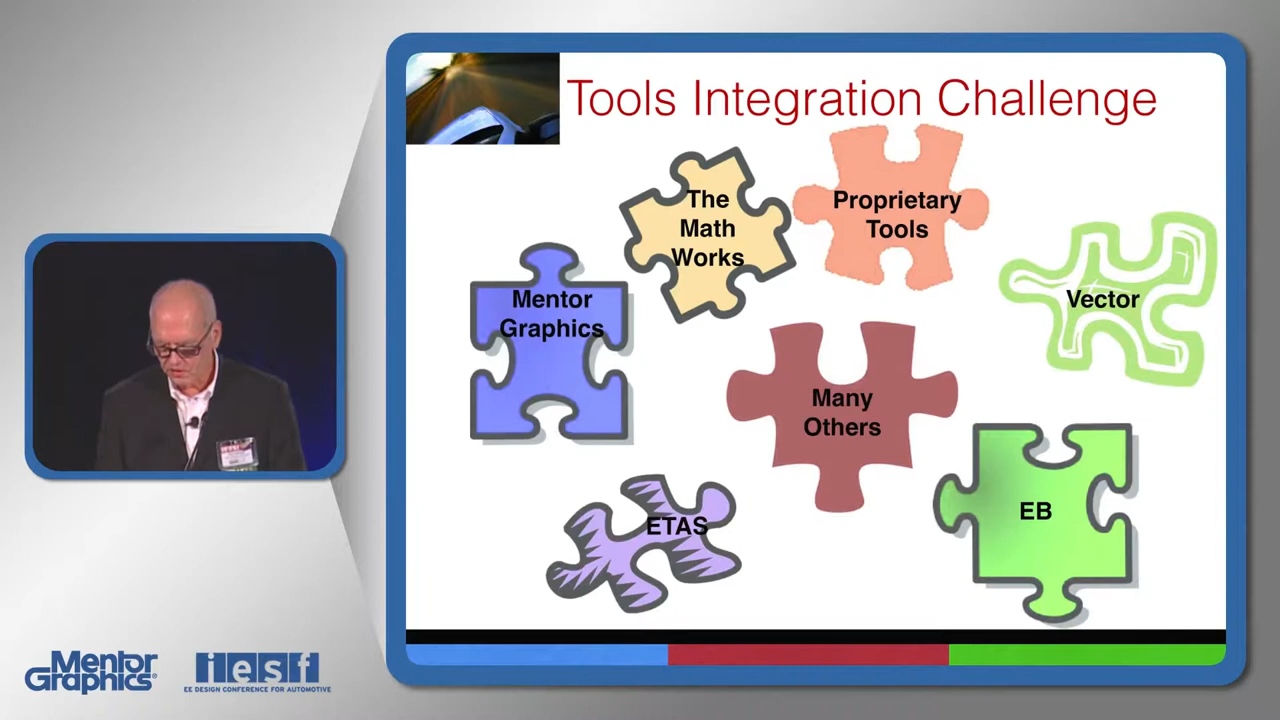 Tools Integration Challenge
The
Math
Works
Proprietary
Tools
Mentor
Graphics
Vector
Many
Others
ETAS
EB
Mentor
Graphics®
iesf
EE DESIGN CONFERENCE FOR AUTOMOTIVE